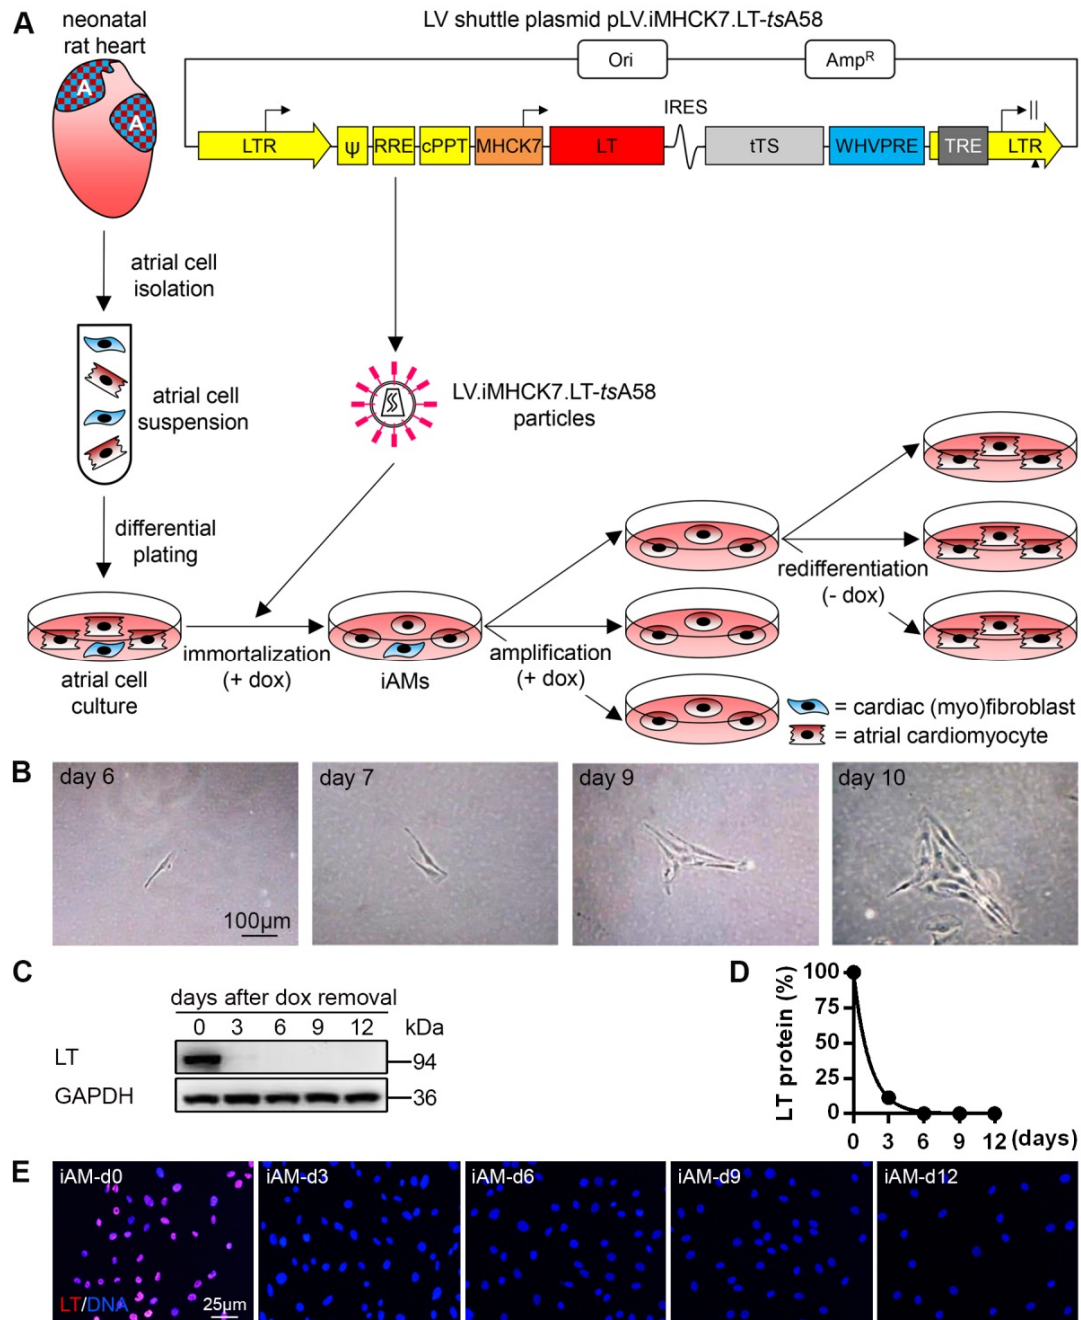 A
neonatal
rat heart
LV shuttle plasmid pLV.iMHCK7.LT-tsA58
Ori
AmpR
IRES
LTR
ψ
RRE
cPPT
MHCK7
LT
tTS
WHVPRE
TRE
LTR
A
A
atrial cell
isolation
atrial cell
suspension
LV.iMHCK7.LT-tsA58
particles
differential
plating
redifferentiation
(- dox)
immortalization
(+ dox)
amplification
(+ dox)
atrial cell
culture
iAMs
= cardiac (myo)fibroblast
= atrial cardiomyocyte
B
day 6
day 7
day 9
day 10
100μm
C
days after dox removal
0 3 6 9 12 kDa
LT
94
GAPDH
36
D
LT protein (%)
100
75
50
25
0
0 3 6 9 12 (days)
E
iAM-d0
iAM-d3
iAM-d6
iAM-d9
iAM-d12
LT/DNA
25μm